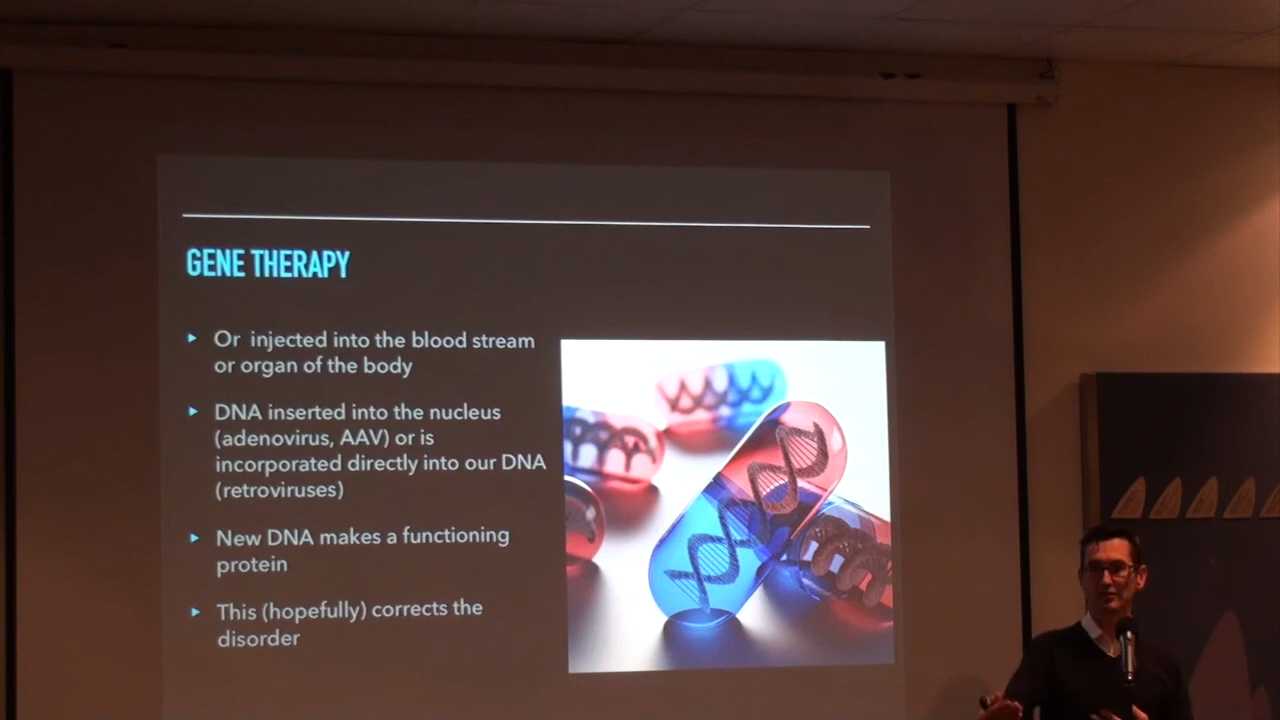 GENE THERAPY
Or injected into the blood stream
or organ of the body
DNA inserted into the nucleus
(adenovirus, AAV) or is
incorporated directly into our DNA
(retroviruses)
New DNA makes a functioning
protein
This (hopefully) corrects the
disorder